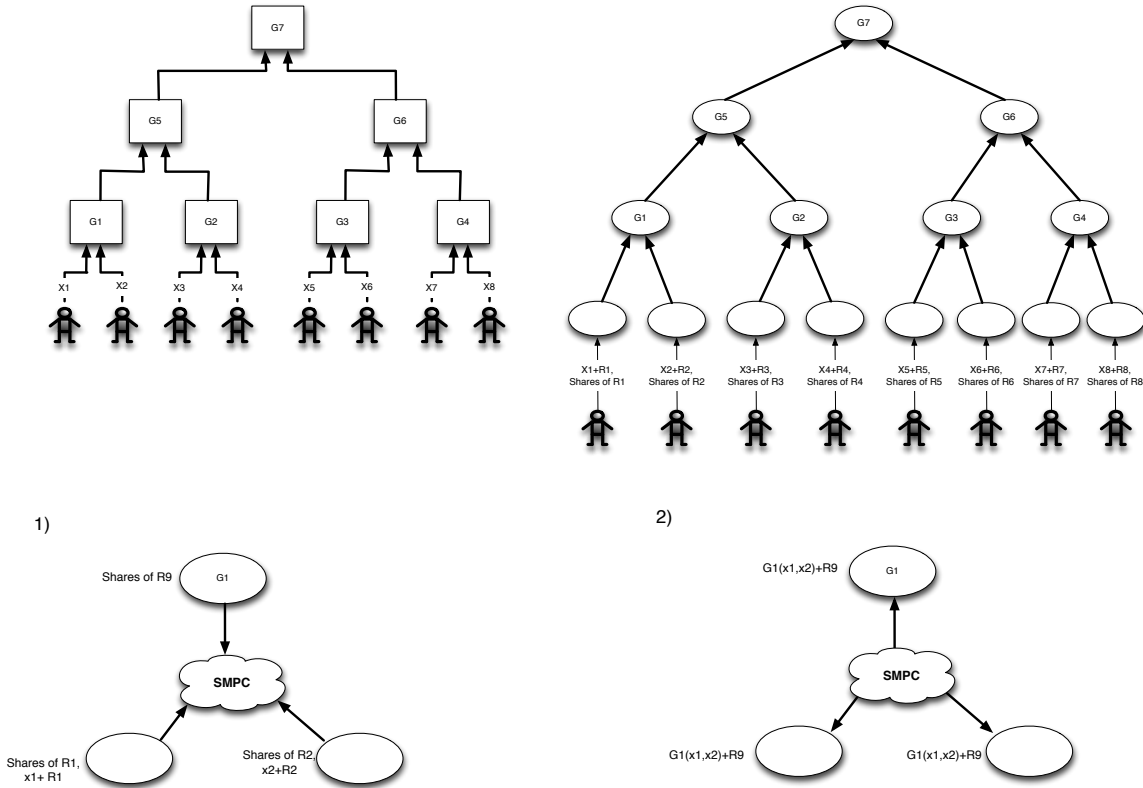 G7
G5
G6
G1
G2
G3
G4
X1
X2
X3
X4
X5
X6
X7
X8
G7
G5
G6
G1
G2
G3
G4
X1+R1,
Shares of R1
X2+R2,
Shares of R2
X3+R3,
Shares of R3
X4+R4,
Shares of R4
X5+R5,
Shares of R5
X6+R6,
Shares of R6
X7+R7,
Shares of R7
X8+R8,
Shares of R8
1)
Shares of R9
G1
SMPC
Shares of R1,
x1+ R1
Shares of R2,
x2+R2
2)
G1(x1,x2)+R9
G1
SMPC
G1(x1,x2)+R9
G1(x1,x2)+R9